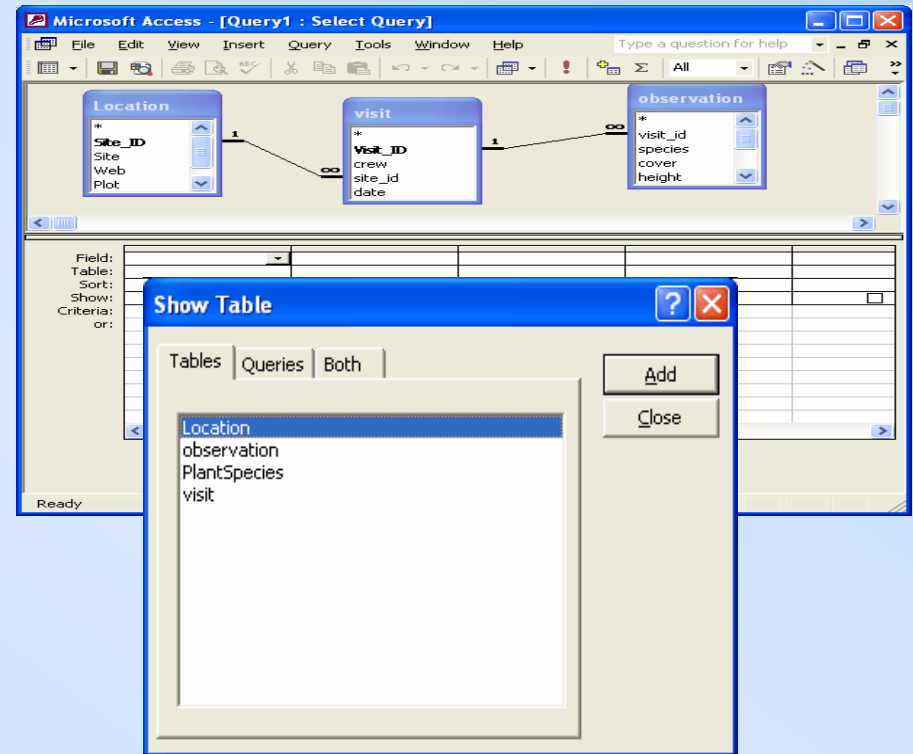 Microsoft Access - [Query1 : Select Query]
File Edit View Insert Query Tools Window Help Type a question for help
ABC All
Location
*
Site_ID
Site
Web
Plot
1
∞
visit
*
Visit_ID
crew
site_id
date
1
∞
observation
*
visit_id
species
cover
height
Field:
Table:
Sort:
Show:
Criteria:
or:
Show Table
Tables Queries Both
Location
observation
PlantSpecies
visit
Add
Close
Ready